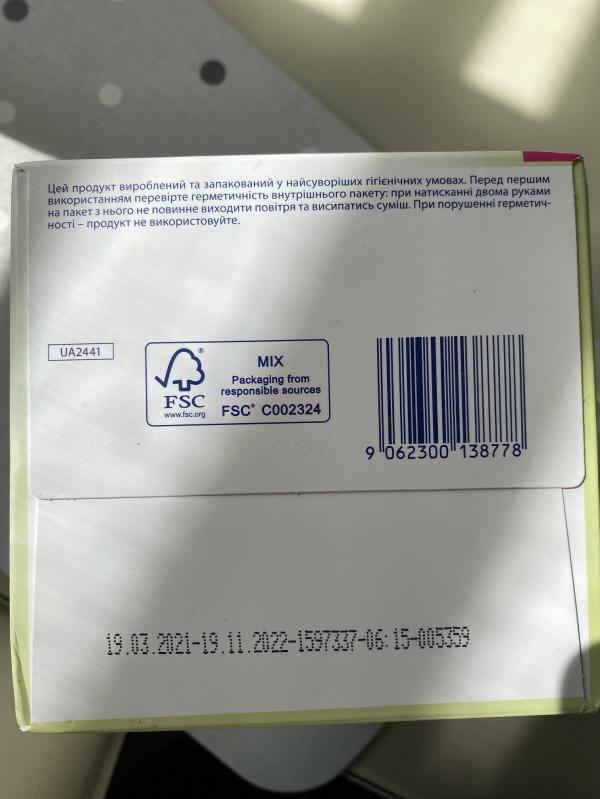 Цей продукт вироблений та запакований у найсуворіших гігієнічних умовах. Перед першим
використанням перевірте герметичність внутрішнього пакету: при натисканні двома руками
на пакет з нього не повинне виходити повітря та висипатись суміш. При порушенні герметич-
ності – продукт не використовуйте.
UA2441
FSC®
www.fsc.org
MIX
Packaging from
responsible sources
FSC® C002324
9 062300 138778
19.03.2021-19.11.2022-1597337-06:15-005359